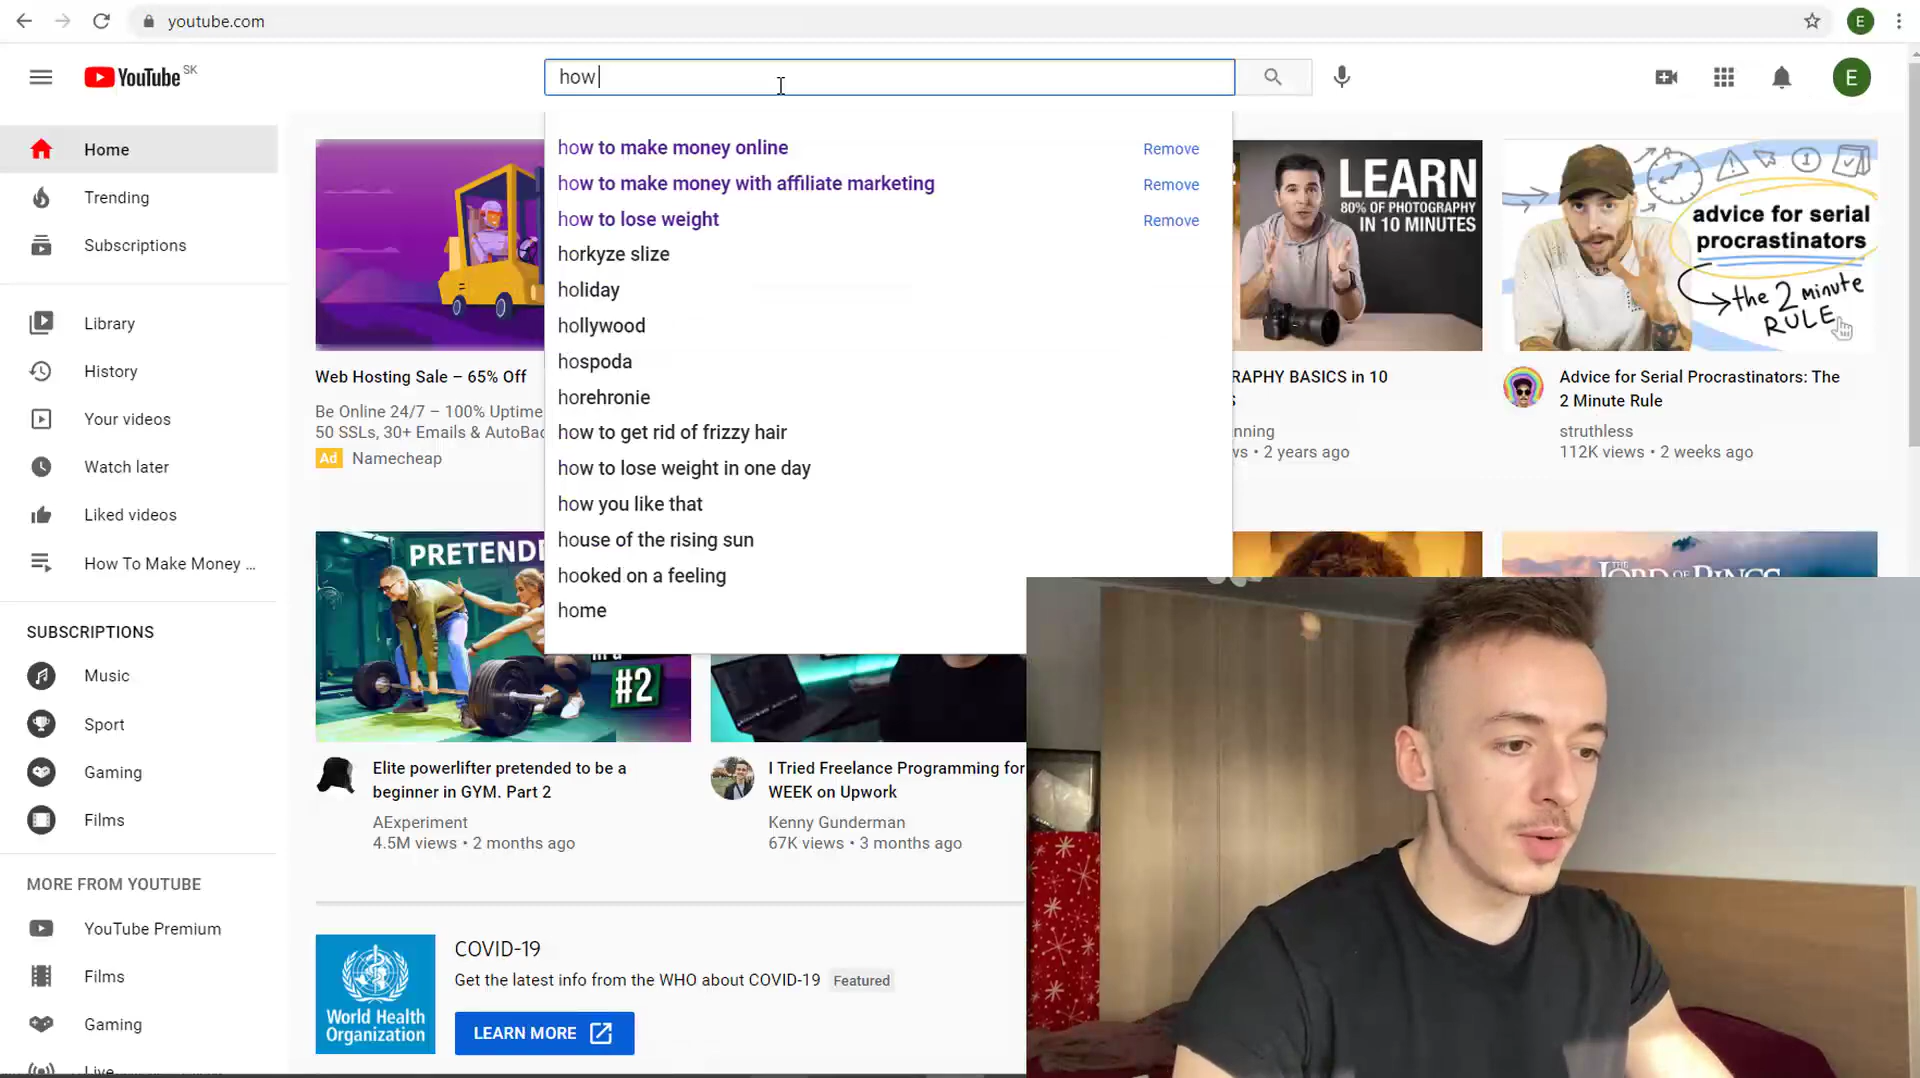 youtube.com
E
YouTube SK
how
E
Home
Trending
Subscriptions
Library
History
Your videos
Watch later
Liked videos
How To Make Money ...
SUBSCRIPTIONS
Music
Sport
Gaming
Films
MORE FROM YOUTUBE
YouTube Premium
Films
Gaming
Live
how to make money online Remove
how to make money with affiliate marketing Remove
how to lose weight Remove
horkyze slize
holiday
hollywood
hospoda
horehronie
how to get rid of frizzy hair
how to lose weight in one day
how you like that
house of the rising sun
hooked on a feeling
home
Web Hosting Sale – 65% Off
Be Online 24/7 – 100% Uptime
50 SSLs, 30+ Emails & AutoBac
Ad Namecheap
LEARN
80% OF PHOTOGRAPHY
IN 10 MINUTES
RAPHY BASICS in 10
nning
ws • 2 years ago
advice for serial
procrastinators
the 2 minute
RULE
Advice for Serial Procrastinators: The
2 Minute Rule
struthless
112K views • 2 weeks ago
PRETEND
#2
Elite powerlifter pretended to be a
beginner in GYM. Part 2
AExperiment
4.5M views • 2 months ago
I Tried Freelance Programming for
WEEK on Upwork
Kenny Gunderman
67K views • 3 months ago
THE LORD OF THE RINGS
World Health
Organization
COVID-19
Get the latest info from the WHO about COVID-19 Featured
LEARN MORE